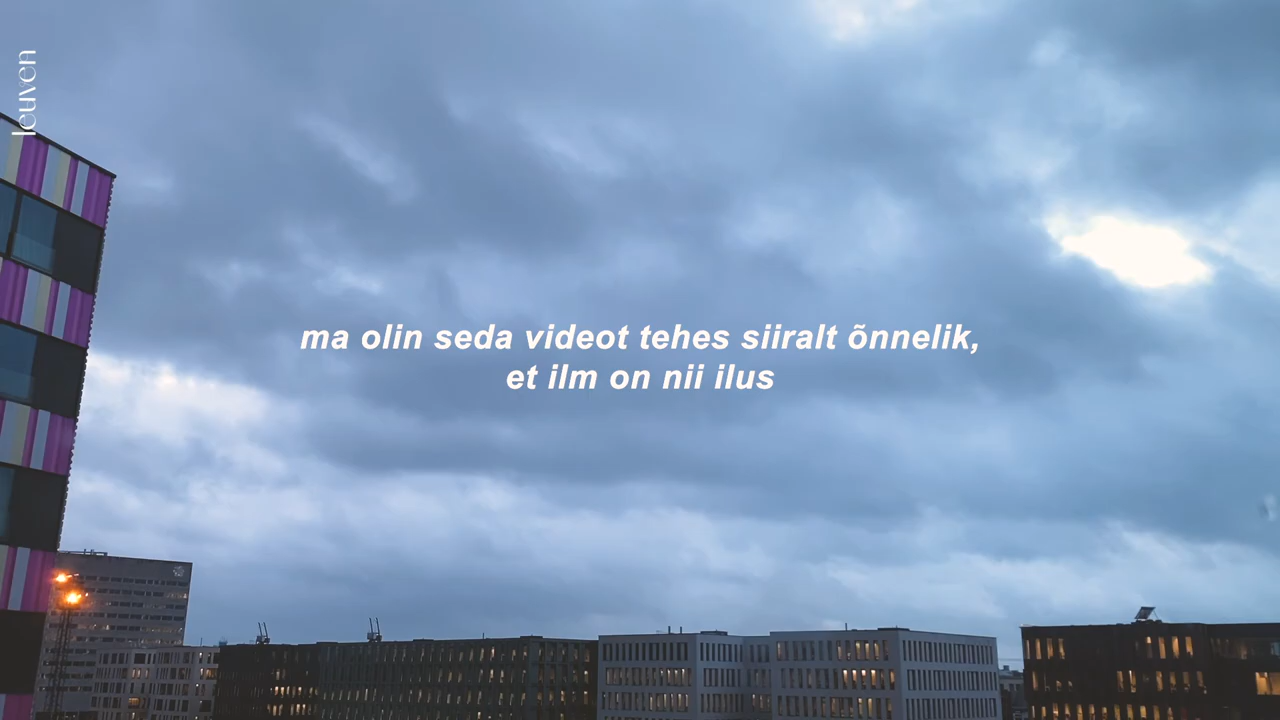 leuven
ma olin seda videot tehes siiralt õnnelik,
et ilm on nii ilus